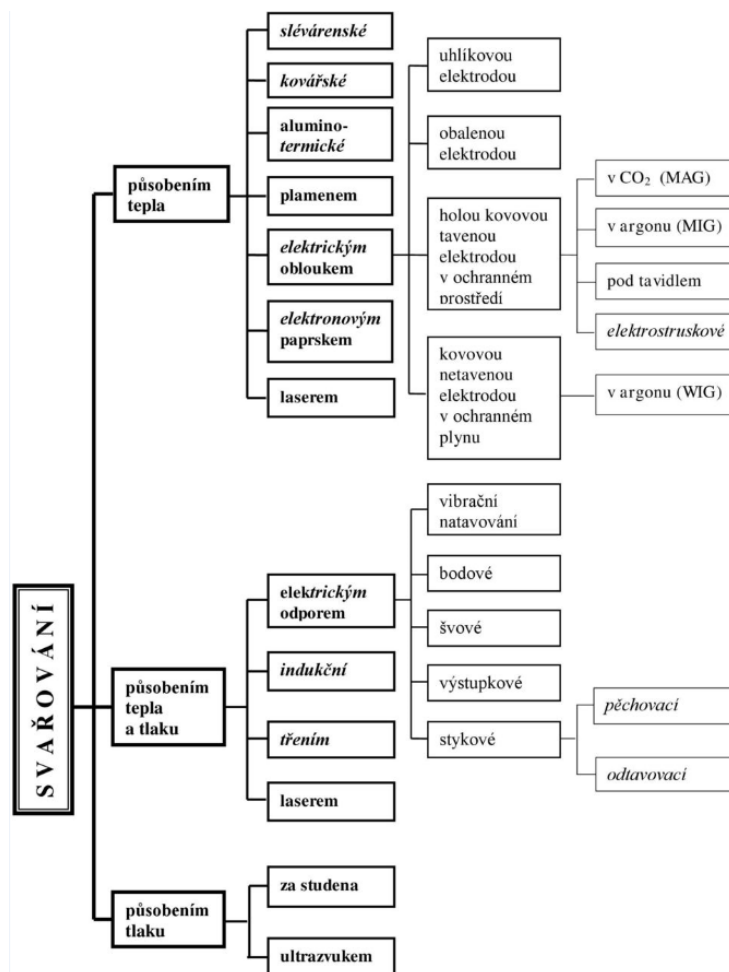 SVAŘOVÁNÍ
působením
tepla
slévárenské
kovářské
alumino-
termické
plamenem
elektrickým
obloukem
uhlíkovou
elektrodou
obalenou
elektrodou
holou kovovou
tavenou
elektrodou
v ochranném
prostředí
v CO₂ (MAG)
v argonu (MIG)
pod tavidlem
elektrostruskové
kovovou
netavenou
elektrodou
v ochranném
plynu
v argonu (WIG)
elektronovým
paprskem
laserem
působením
tepla
a tlaku
elektrickým
odporem
vibrační
natavování
bodové
švové
výstupkové
stykové
pěchovací
odtavovací
indukční
třením
laserem
působením
tlaku
za studena
ultrazvukem